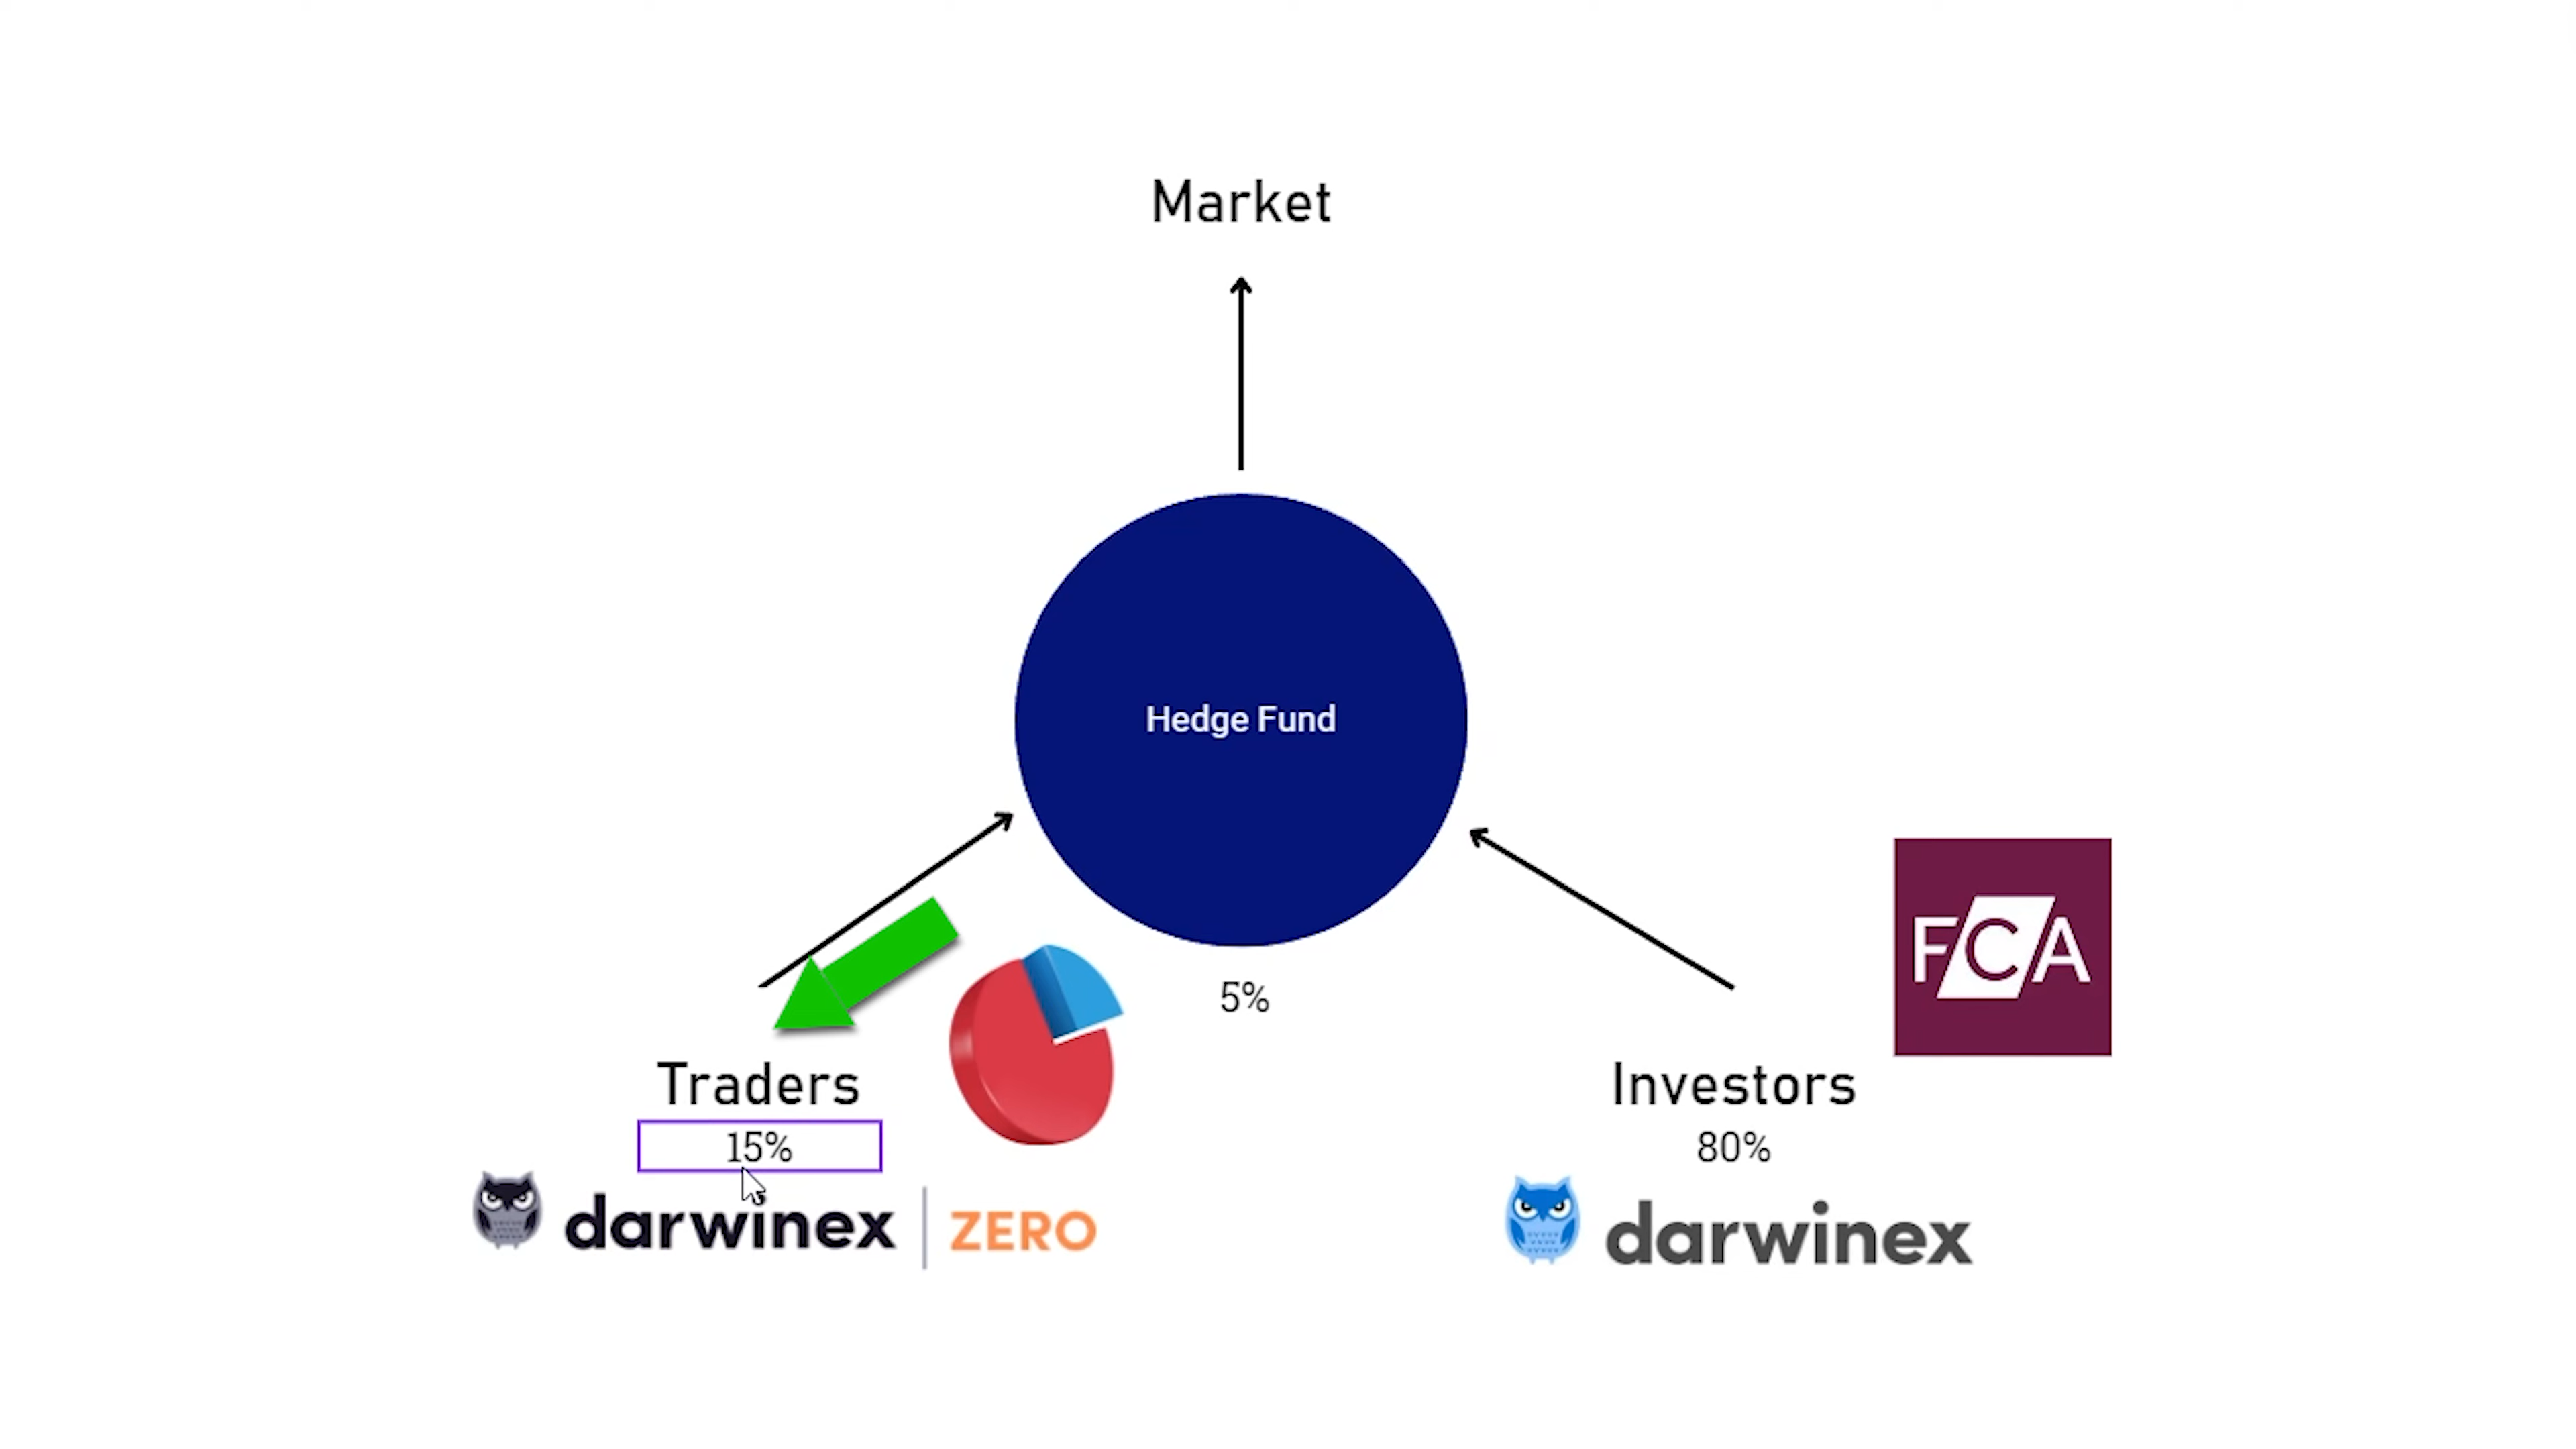 Market
Hedge Fund
5%
FCA
Traders
15%
darwinex | ZERO
Investors
80%
darwinex